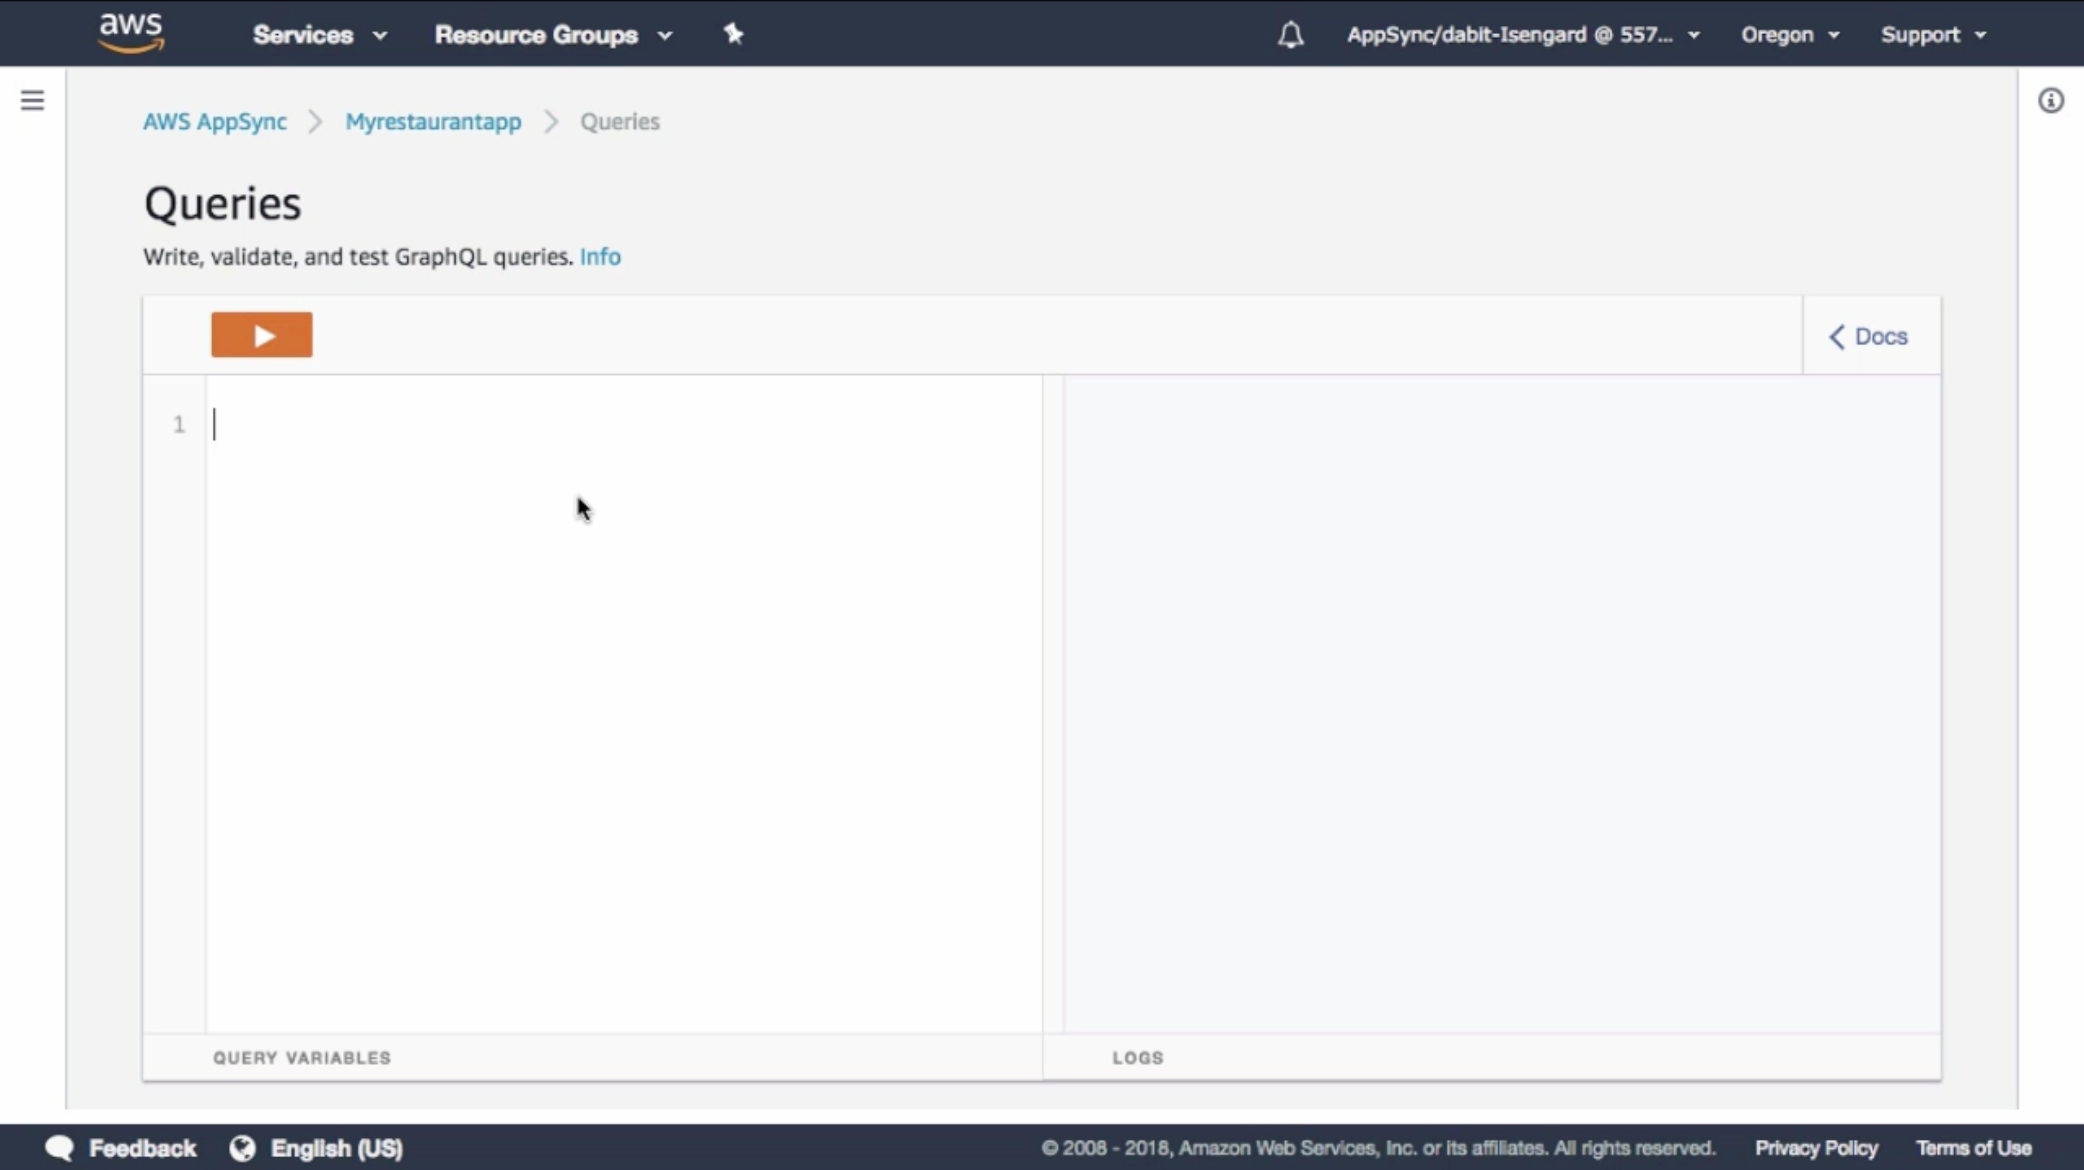 aws Services Resource Groups AppSync/dabit-Isengard @ 557... Oregon Support
AWS AppSync Myrestaurantapp Queries
Queries
Write, validate, and test GraphQL queries. Info
Docs
1
QUERY VARIABLES LOGS
Feedback English (US) © 2008 - 2018, Amazon Web Services, Inc. or its affiliates. All rights reserved. Privacy Policy Terms of Use